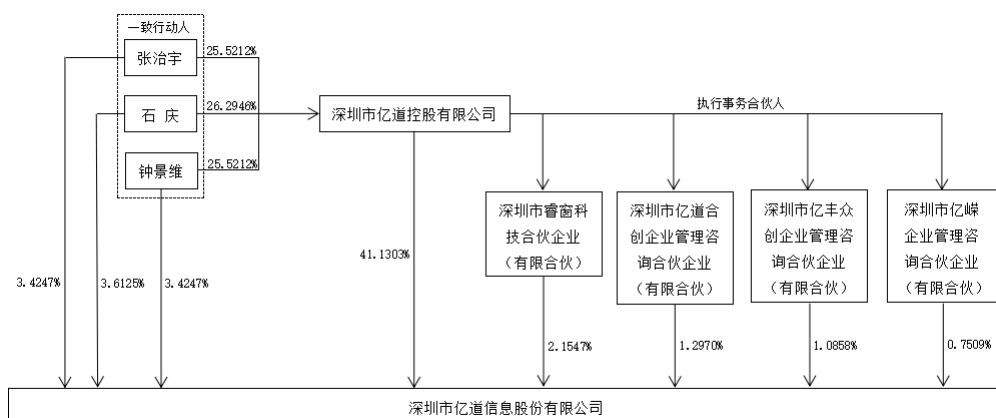 一致行动人
张治宇
25.5212%
石 庆
26.2946%
钟景维
25.5212%
深圳市亿道控股有限公司
执行事务合伙人
深圳市睿窗科
技合伙企业
（有限合伙）
深圳市亿道合
创企业管理咨
询合伙企业
（有限合伙）
深圳市亿丰众
创企业管理咨
询合伙企业
（有限合伙）
深圳市亿嵘
企业管理咨
询合伙企业
（有限合伙）
3.4247%
3.6125%
3.4247%
41.1303%
2.1547%
1.2970%
1.0858%
0.7509%
深圳市亿道信息股份有限公司